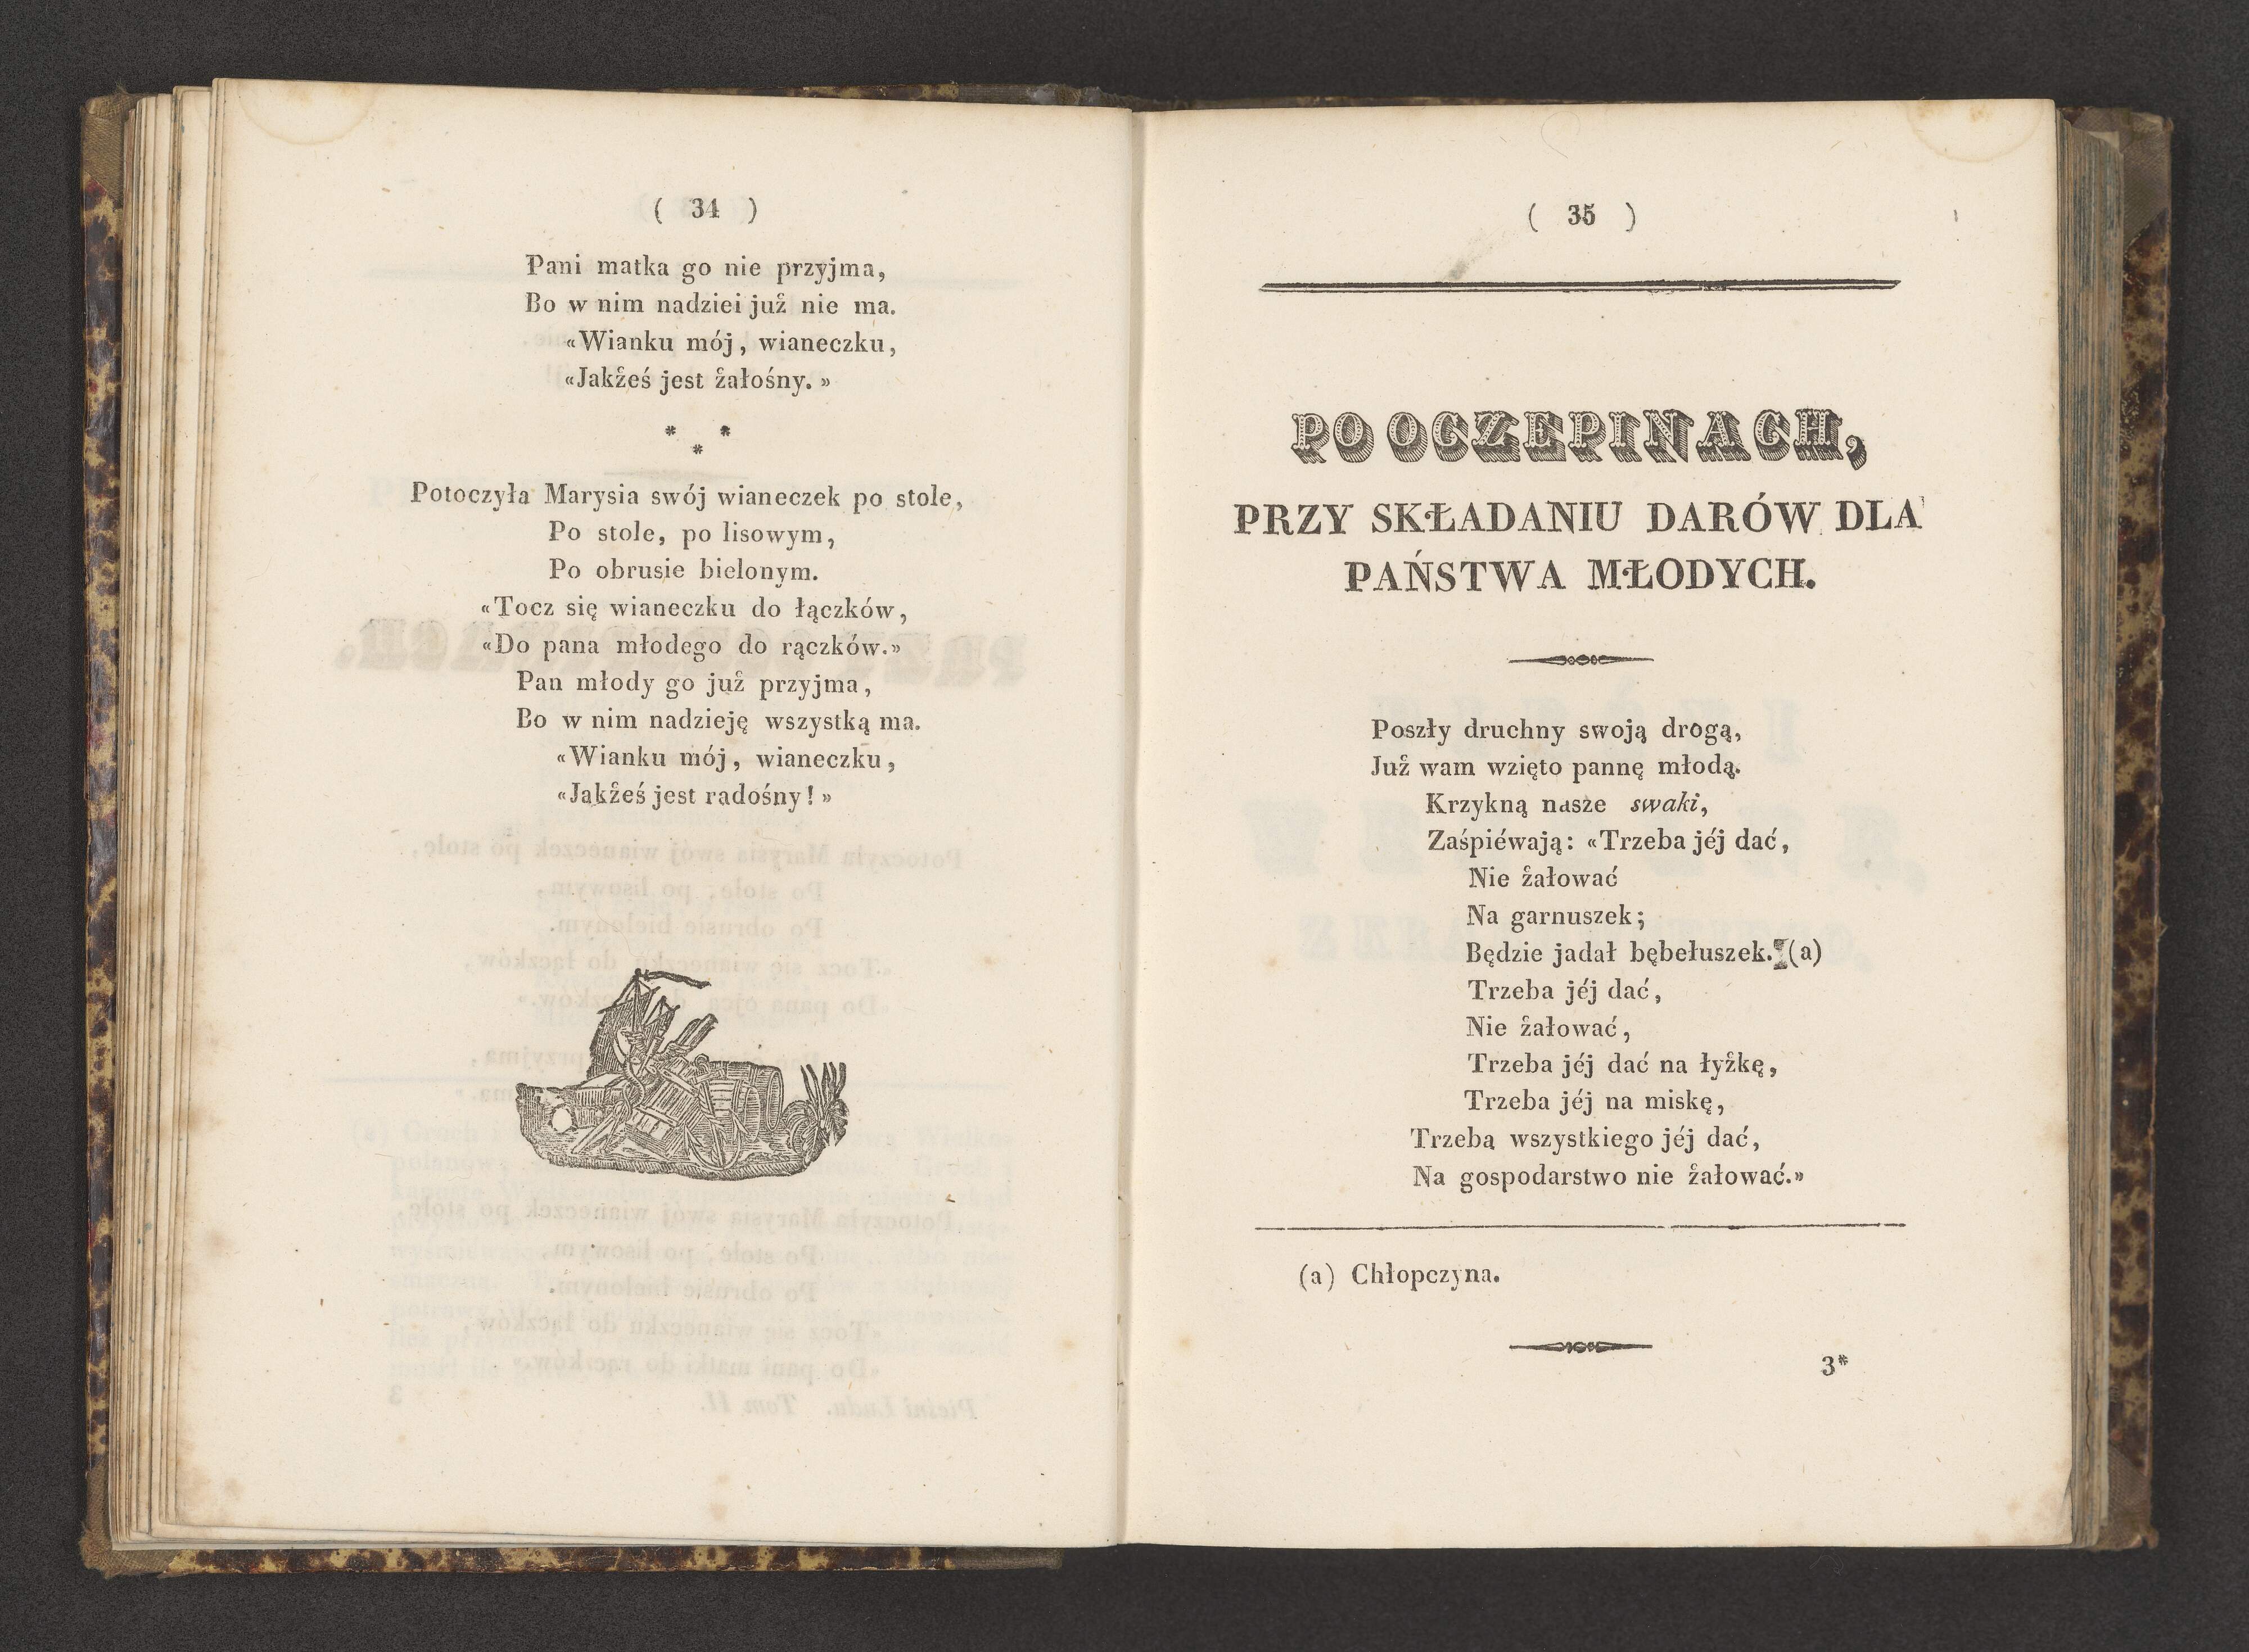 ( 34 )
Pani matka go nie przyjma,
Bo w nim nadziei już nie ma.
«Wianku mój, wianeczku,
«Jakżeś jest żałośny.»
* * *
Potoczyła Marysia swój wianeczek po stole,
Po stole, po lisowym,
Po obrusie bielonym.
«Tocz się wianeczku do łączków,
«Do pana młodego do rączków.»
Pan młody go już przyjma,
Bo w nim nadzieję wszystką ma.
«Wianku mój, wianeczku,
«Jakżeś jest radośny!»
( 35 )
PO OCZEPINACH,
PRZY SKŁADANIU DARÓW DLA
PAŃSTWA MŁODYCH.
Poszły druchny swoją drogą,
Już wam wzięto pannę młodą.
Krzykną nasze swaki,
Zaśpiéwają: «Trzeba jéj dać,
Nie żałować
Na garnuszek;
Będzie jadał bębełuszek. (a)
Trzeba jéj dać,
Nie żałować,
Trzeba jéj dać na łyżkę,
Trzeba jéj na miskę,
Trzeba wszystkiego jéj dać,
Na gospodarstwo nie żałować.»
(a) Chłopczyna.
3*